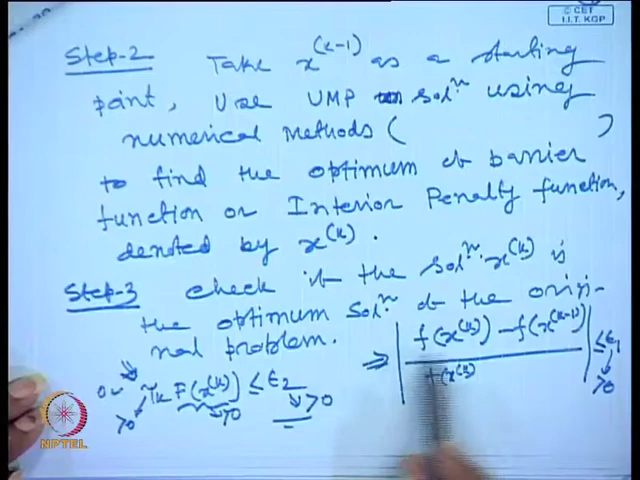 © CET
I.I.T. KGP
Step-2 Take x^(k-1) as a starting
point, Use UMP solⁿ using
numerical methods ( )
to find the optimum of barrier
function or Interior Penalty function,
denoted by x^(k).
Step-3 check if the solⁿ. x^(k) is
the optimum solⁿ of the origi-
nal problem.
⇒ | f(x^(k)) - f(x^(k-1)) / f(x^(k)) | ≤ ε₁ > 0
or ⇒ r_k F(x^(k)) ≤ ε₂
>0 >0 >0
NPTEL